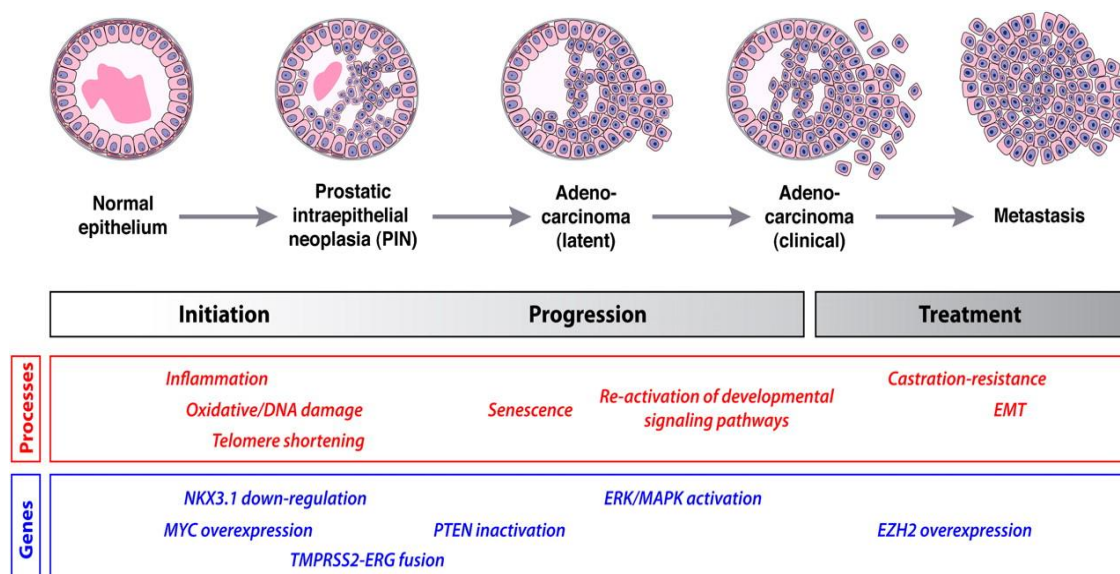 Normal
epithelium
Prostatic
intraepithelial
neoplasia (PIN)
Adeno-
carcinoma
(latent)
Adeno-
carcinoma
(clinical)
Metastasis
Initiation
Progression
Treatment
Processes
Inflammation
Oxidative/DNA damage
Telomere shortening
Senescence
Re-activation of developmental
signaling pathways
Castration-resistance
EMT
Genes
NKX3.1 down-regulation
MYC overexpression
TMPRSS2-ERG fusion
PTEN inactivation
ERK/MAPK activation
EZH2 overexpression